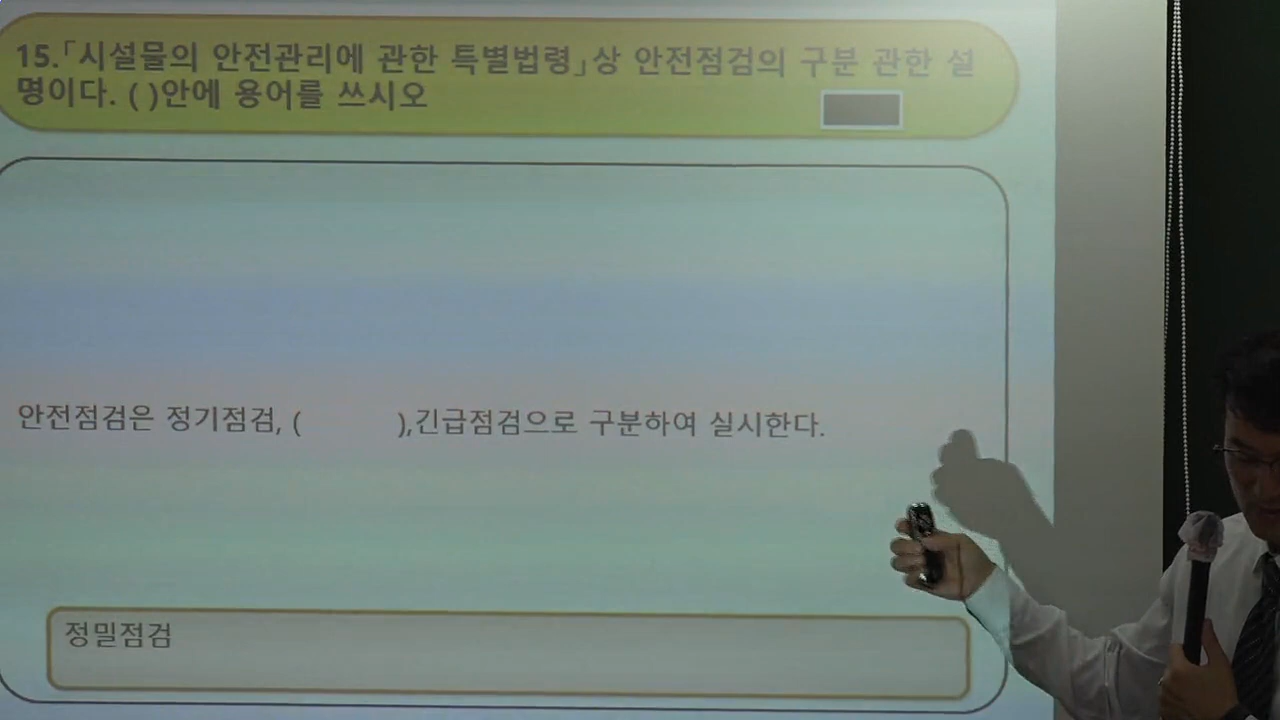 15.「시설물의 안전관리에 관한 특별법령」상 안전점검의 구분 관한 설
명이다. ( )안에 용어를 쓰시오
안전점검은 정기점검, ( ),긴급점검으로 구분하여 실시한다.
정밀점검